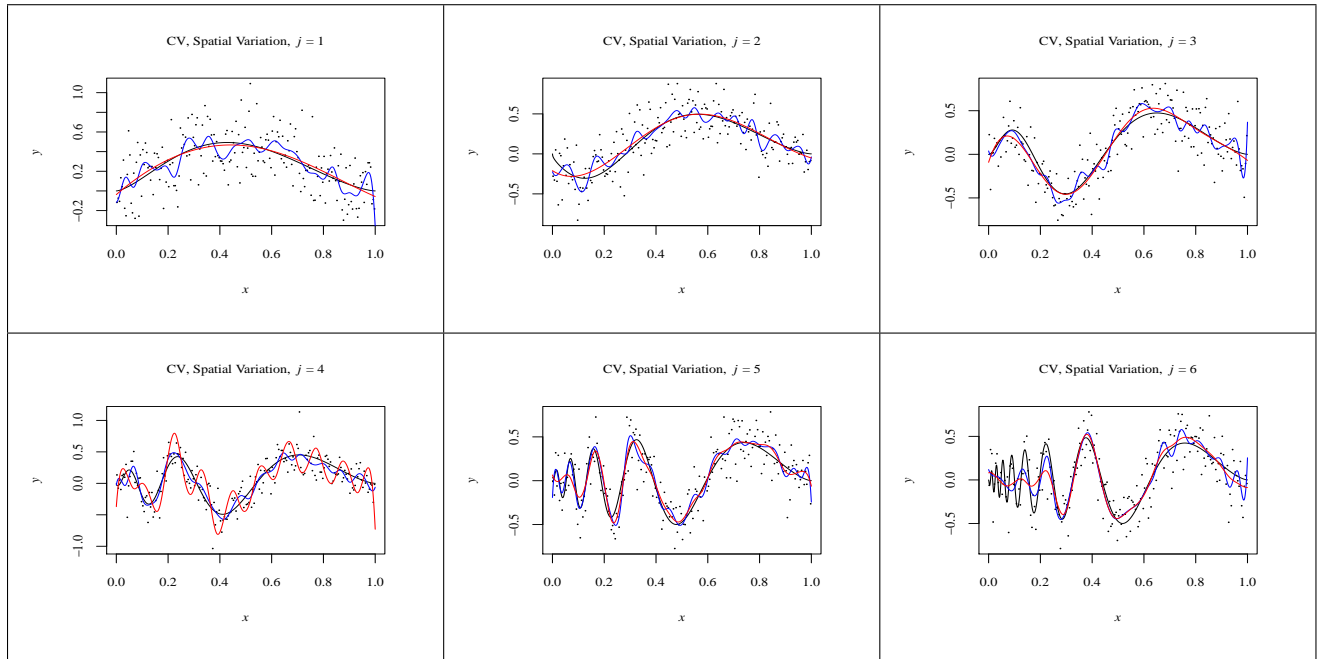 CV, Spatial Variation, j = 1
1.0
0.6
0.2
−0.2
y
0.0 0.2 0.4 0.6 0.8 1.0
x
CV, Spatial Variation, j = 2
0.5
0.0
−0.5
y
0.0 0.2 0.4 0.6 0.8 1.0
x
CV, Spatial Variation, j = 3
0.5
0.0
−0.5
y
0.0 0.2 0.4 0.6 0.8 1.0
x
CV, Spatial Variation, j = 4
1.0
0.5
0.0
−1.0
y
0.0 0.2 0.4 0.6 0.8 1.0
x
CV, Spatial Variation, j = 5
0.5
0.0
−0.5
y
0.0 0.2 0.4 0.6 0.8 1.0
x
CV, Spatial Variation, j = 6
0.5
0.0
−0.5
y
0.0 0.2 0.4 0.6 0.8 1.0
x